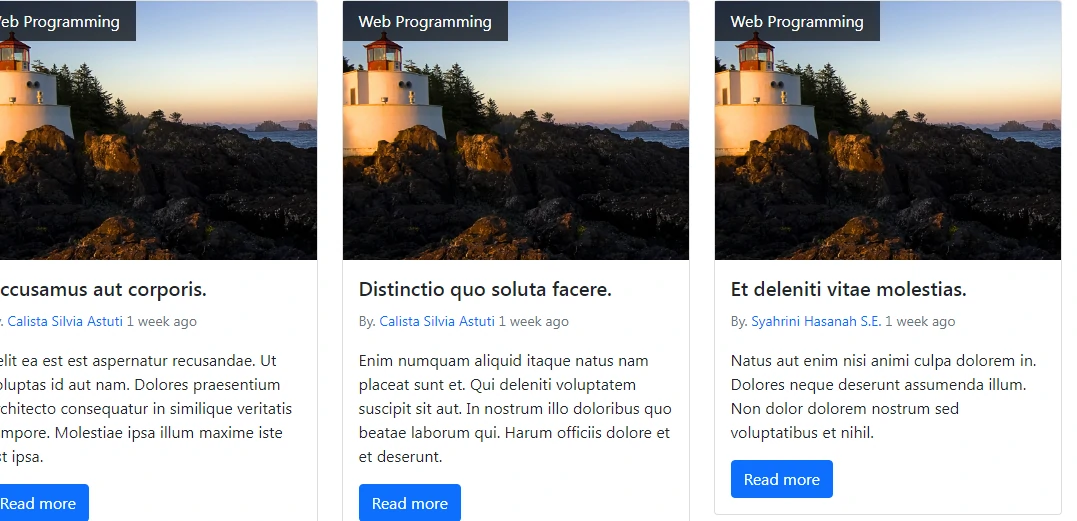 eb Programming
ccusamus aut corporis.
. Calista Silvia Astuti 1 week ago
elit ea est est aspernatur recusandae. Ut
oluptas id aut nam. Dolores praesentium
rchitecto consequatur in similique veritatis
mpore. Molestiae ipsa illum maxime iste
t ipsa.
Read more
Web Programming
Distinctio quo soluta facere.
By. Calista Silvia Astuti 1 week ago
Enim numquam aliquid itaque natus nam
placeat sunt et. Qui deleniti voluptatem
suscipit sit aut. In nostrum illo doloribus quo
beatae laborum qui. Harum officiis dolore et
et deserunt.
Read more
Web Programming
Et deleniti vitae molestias.
By. Syahrini Hasanah S.E. 1 week ago
Natus aut enim nisi animi culpa dolorem in.
Dolores neque deserunt assumenda illum.
Non dolor dolorem nostrum sed
voluptatibus et nihil.
Read more